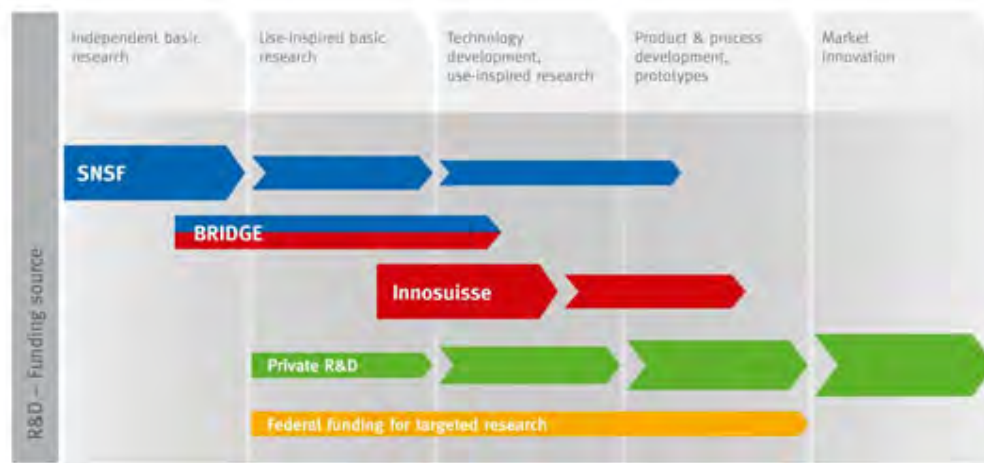 Independent basic
research
Use-inspired basic
research
Technology
development,
use-inspired research
Product & process
development,
prototypes
Market
innovation
SNSF
BRIDGE
Innosuisse
Private R&D
Federal funding for targeted research
R&D – Funding source